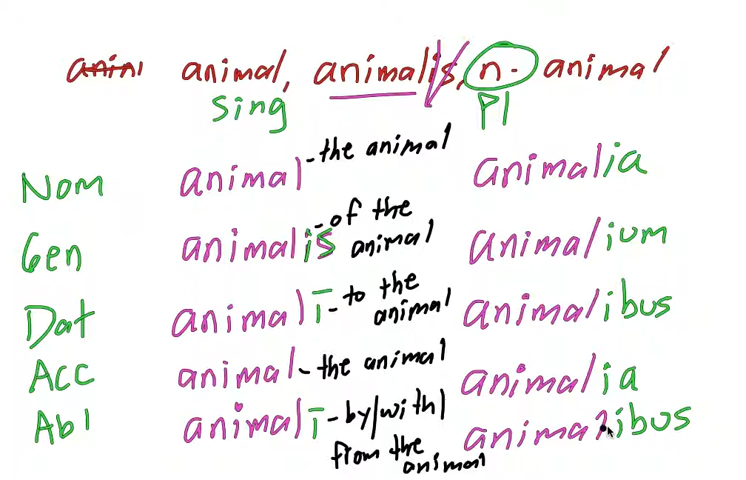 anini animal, animalis, n. animal
Sing Pl
Nom animal - the animal animalia
Gen animalis - of the animal animalium
Dat animalī - to the animal animalibus
Acc animal - the animal animalia
Abl animalī - by/with/ from the animal animalibus